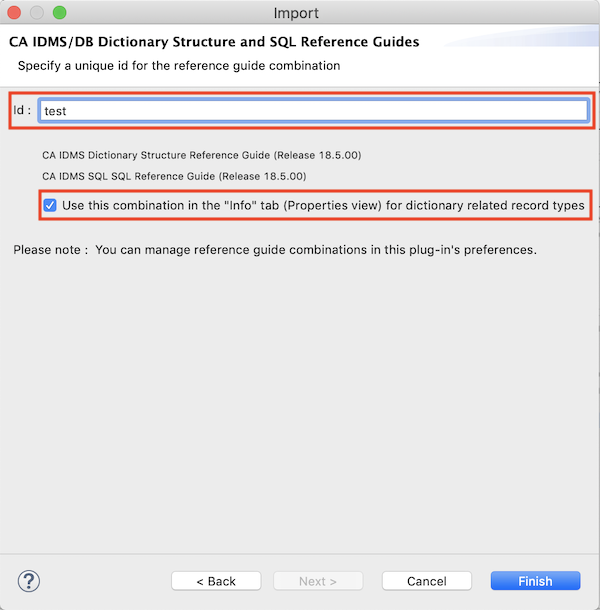 Import
CA IDMS/DB Dictionary Structure and SQL Reference Guides
Specify a unique id for the reference guide combination
Id : test
CA IDMS Dictionary Structure Reference Guide (Release 18.5.00)
CA IDMS SQL SQL Reference Guide (Release 18.5.00)
Use this combination in the "Info" tab (Properties view) for dictionary related record types
Please note : You can manage reference guide combinations in this plug-in's preferences.
? < Back Next > Cancel Finish